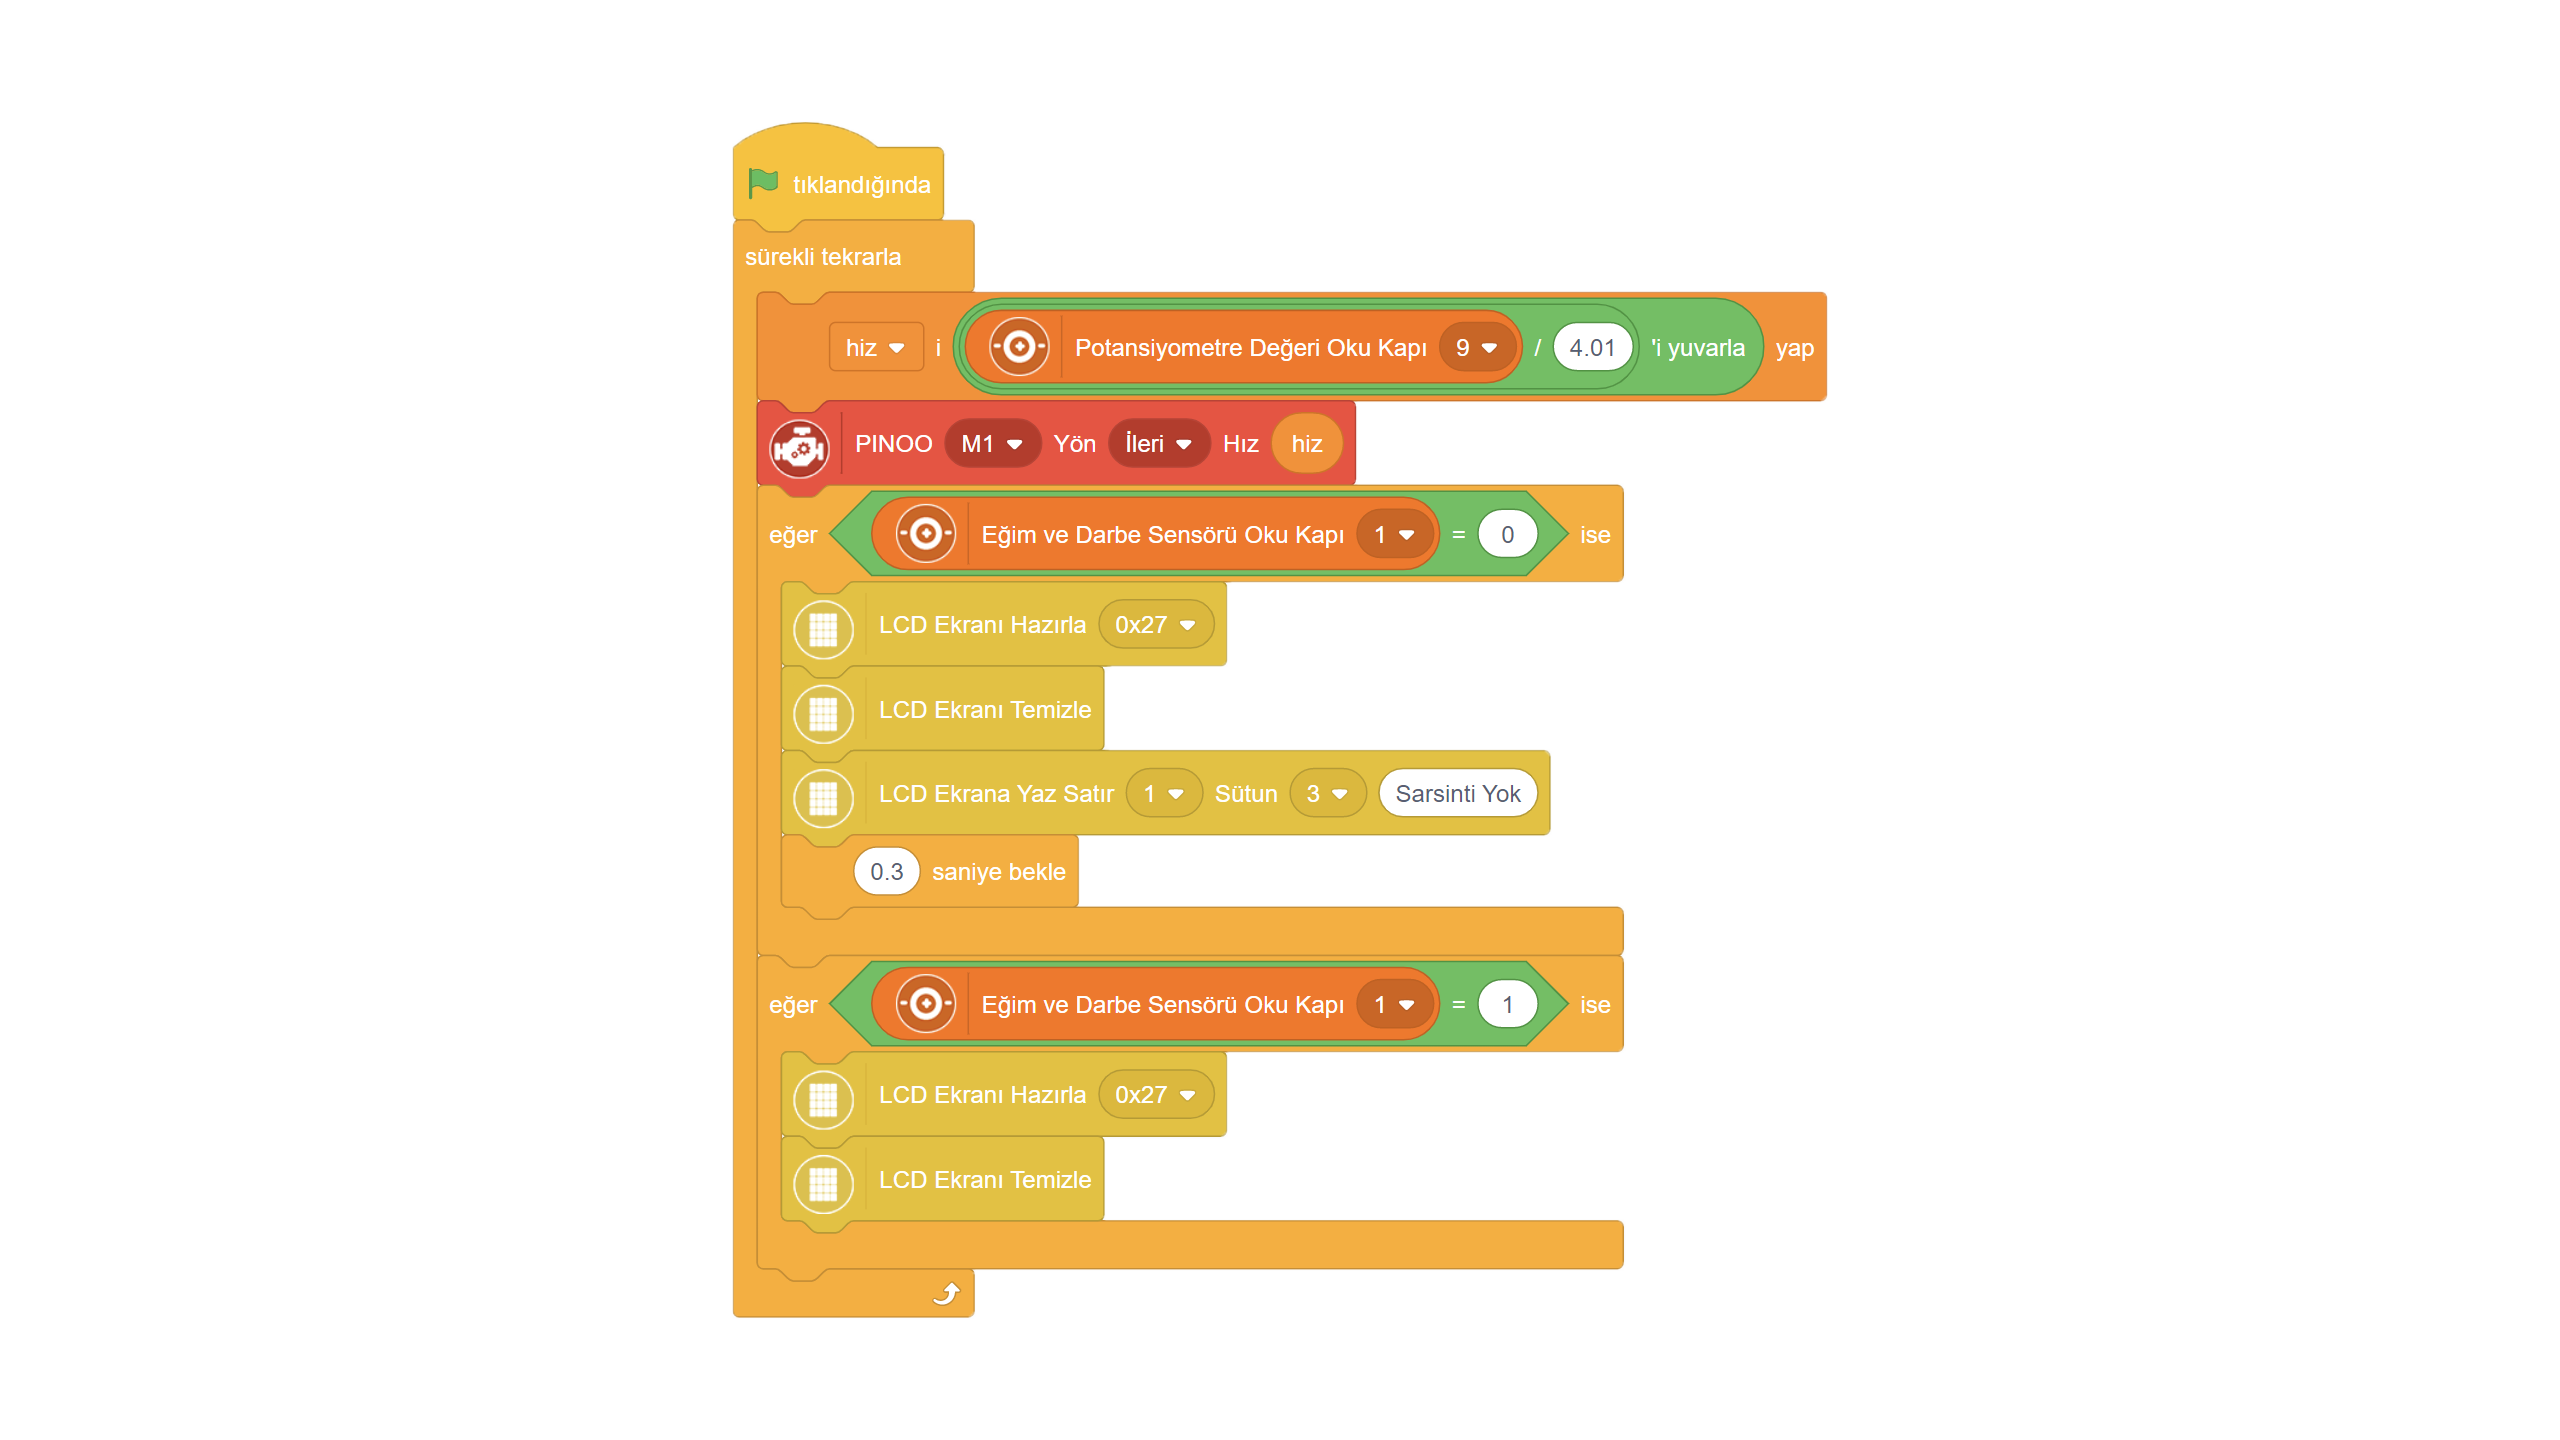 tıklandığında
sürekli tekrarla
hiz i Potansiyometre Değeri Oku Kapı 9 / 4.01 'i yuvarla yap
PINOO M1 Yön İleri Hız hiz
eğer Eğim ve Darbe Sensörü Oku Kapı 1 = 0 ise
LCD Ekranı Hazırla 0x27
LCD Ekranı Temizle
LCD Ekrana Yaz Satır 1 Sütun 3 Sarsinti Yok
0.3 saniye bekle
eğer Eğim ve Darbe Sensörü Oku Kapı 1 = 1 ise
LCD Ekranı Hazırla 0x27
LCD Ekranı Temizle